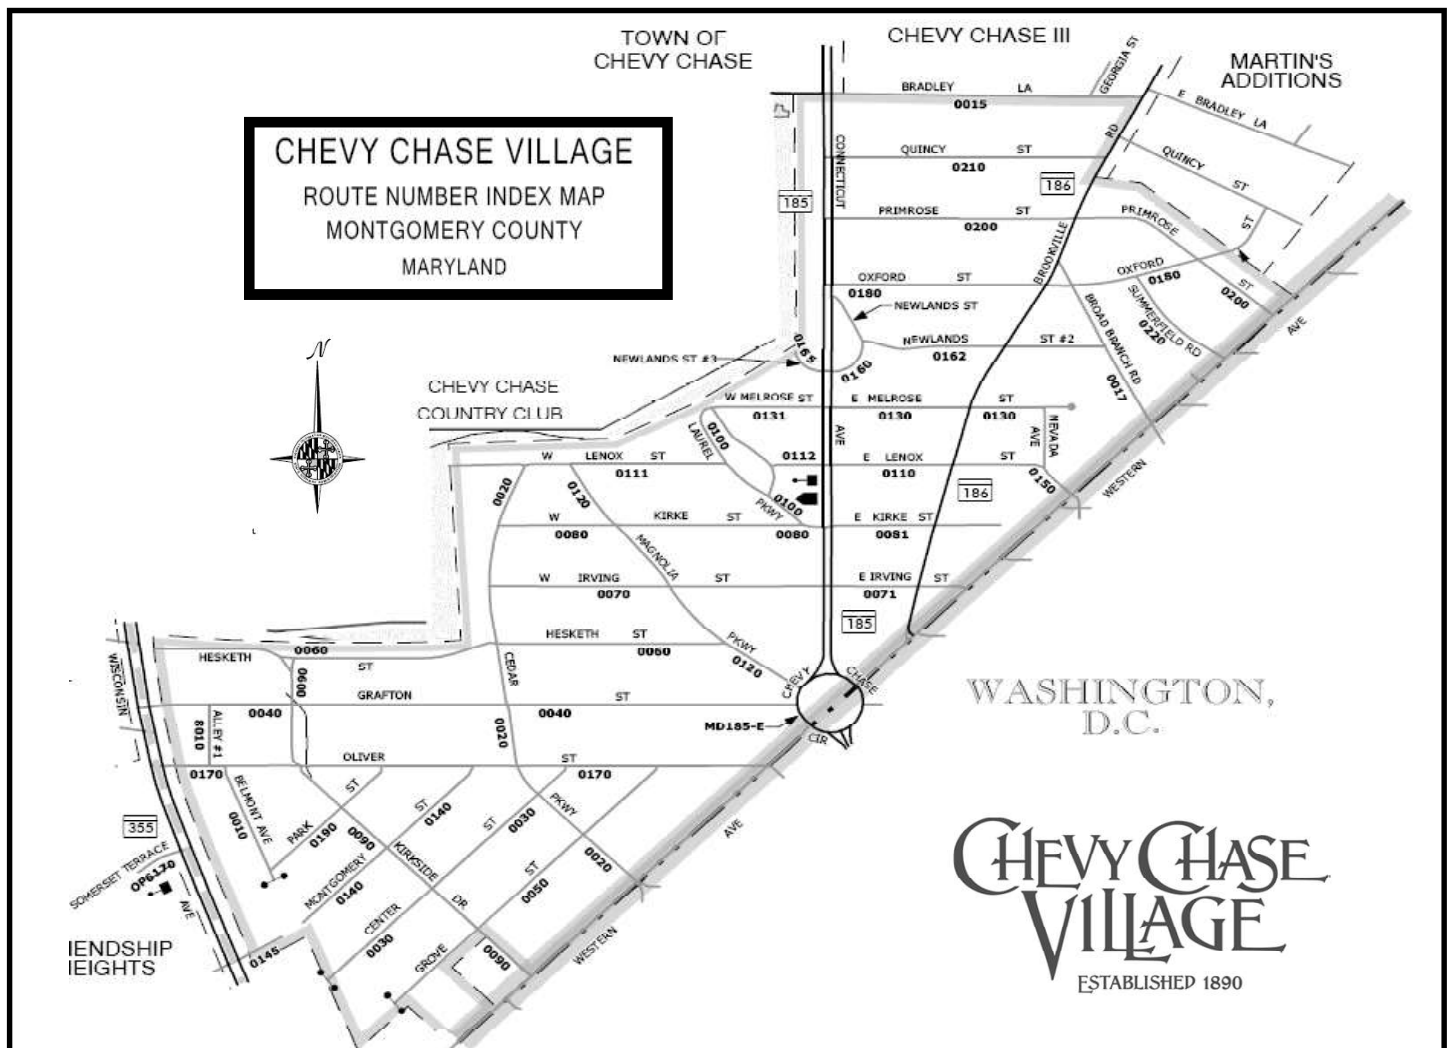 TOWN OF
CHEVY CHASE
CHEVY CHASE III
GEORGIA ST
MARTIN'S
ADDITIONS
BRADLEY LA
0015
E BRADLEY LA
CHEVY CHASE VILLAGE
ROUTE NUMBER INDEX MAP
MONTGOMERY COUNTY
MARYLAND
CONNECTICUT
QUINCY ST
0210
RD
QUINCY ST
186
185
PRIMROSE ST
0200
PRIMROSE
ST
BROOKVILLE
OXFORD ST
0180
OXFORD
0180
ST
0200
NEWLANDS ST
SUMMERFIELD RD
0220
BROAD BRANCH RD
0017
AVE
N
NEWLANDS ST #3
0165
0160
NEWLANDS ST #2
0162
CHEVY CHASE
COUNTRY CLUB
W MELROSE ST
0131
E MELROSE ST
0130
0130
LAUREL
0100
AVE
AVE
NEVADA
W LENOX ST
0111
0112
E LENOX ST
0110
0150
WESTERN
0020
0120
0100
PKWY
186
W KIRKE ST
0080
0080
E KIRKE ST
0081
MAGNOLIA
W IRVING ST
0070
E IRVING ST
0071
185
HESKETH ST
0060
PKWY
0120
0060
HESKETH
ST
WISCONSIN
CEDAR
CHEVY
CHASE
0600
GRAFTON ST
0040
0040
MD185-E
CIR
WASHINGTON,
D.C.
ALLEY #1
8010
0020
OLIVER ST
0170
0170
BELMONT AVE
0010
PARK ST
0190
0090
KIRKSIDE
DR
0090
ST
0140
MONTGOMERY
0140
ST
0030
CENTER
0030
PKWY
0020
ST
0050
GROVE
AVE
WESTERN
355
SOMERSET TERRACE
OP6170
AVE
IENDSHIP
IEIGHTS
0145
CHEVY CHASE
VILLAGE
ESTABLISHED 1890